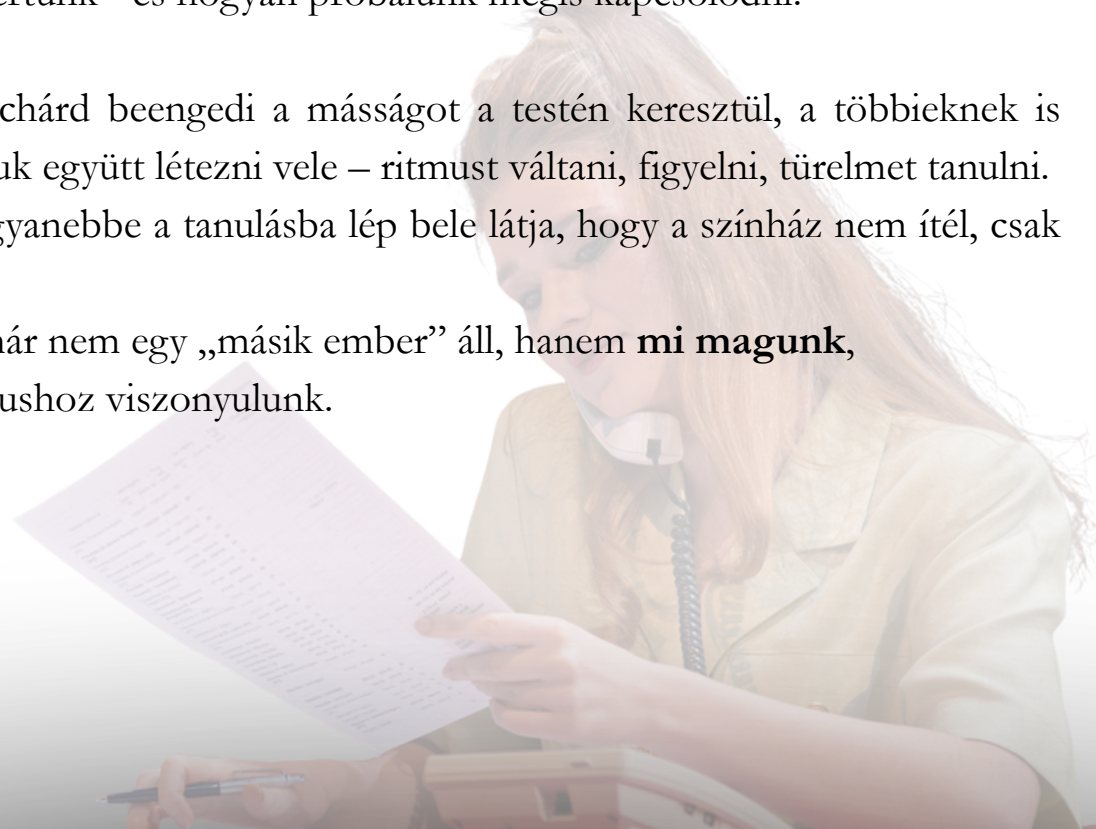 és hogyan próbálunk mégis kapcsolódni.
chárd beengedi a másságot a testén keresztül, a többieknek is
uk együtt létezni vele – ritmust váltani, figyelni, türelmet tanulni.
gyanebbe a tanulásba lép bele látja, hogy a színház nem ítél, csak
nár nem egy „másik ember” áll, hanem mi magunk,
ushoz viszonyulunk.